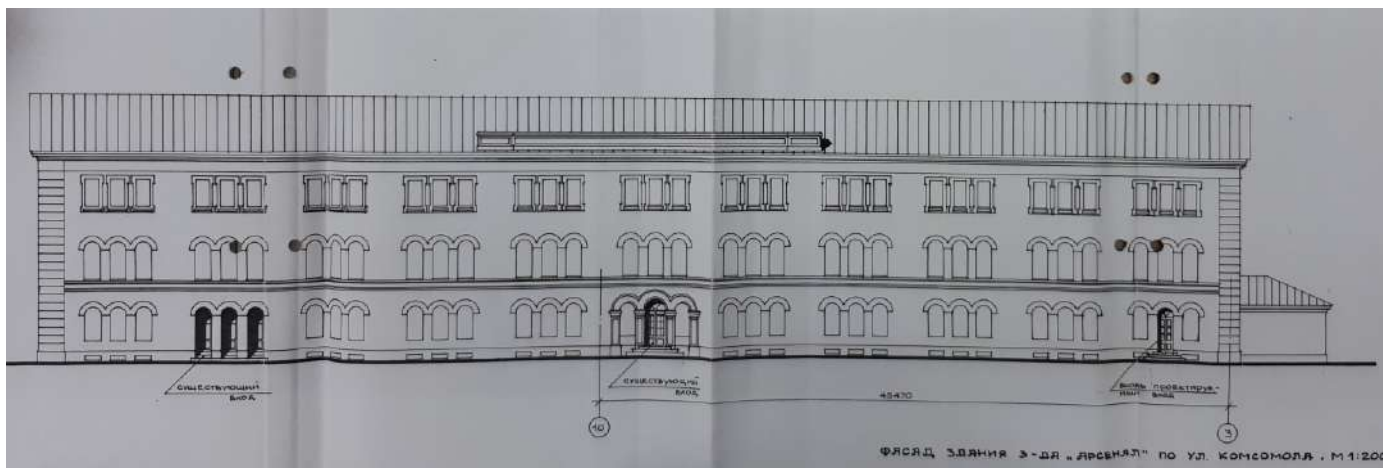 СУЩЕСТВУЮЩИЙ
ВХОД
СУЩЕСТВУЮЩИЙ
ВХОД
ВНОВЬ ПРОЕКТИРУЕ-
МЫЙ ВХОД
45470
10
3
ФАСАД ЗДАНИЯ З-ДА „АРСЕНАЛ" ПО УЛ. КОМСОМОЛА. М 1:200